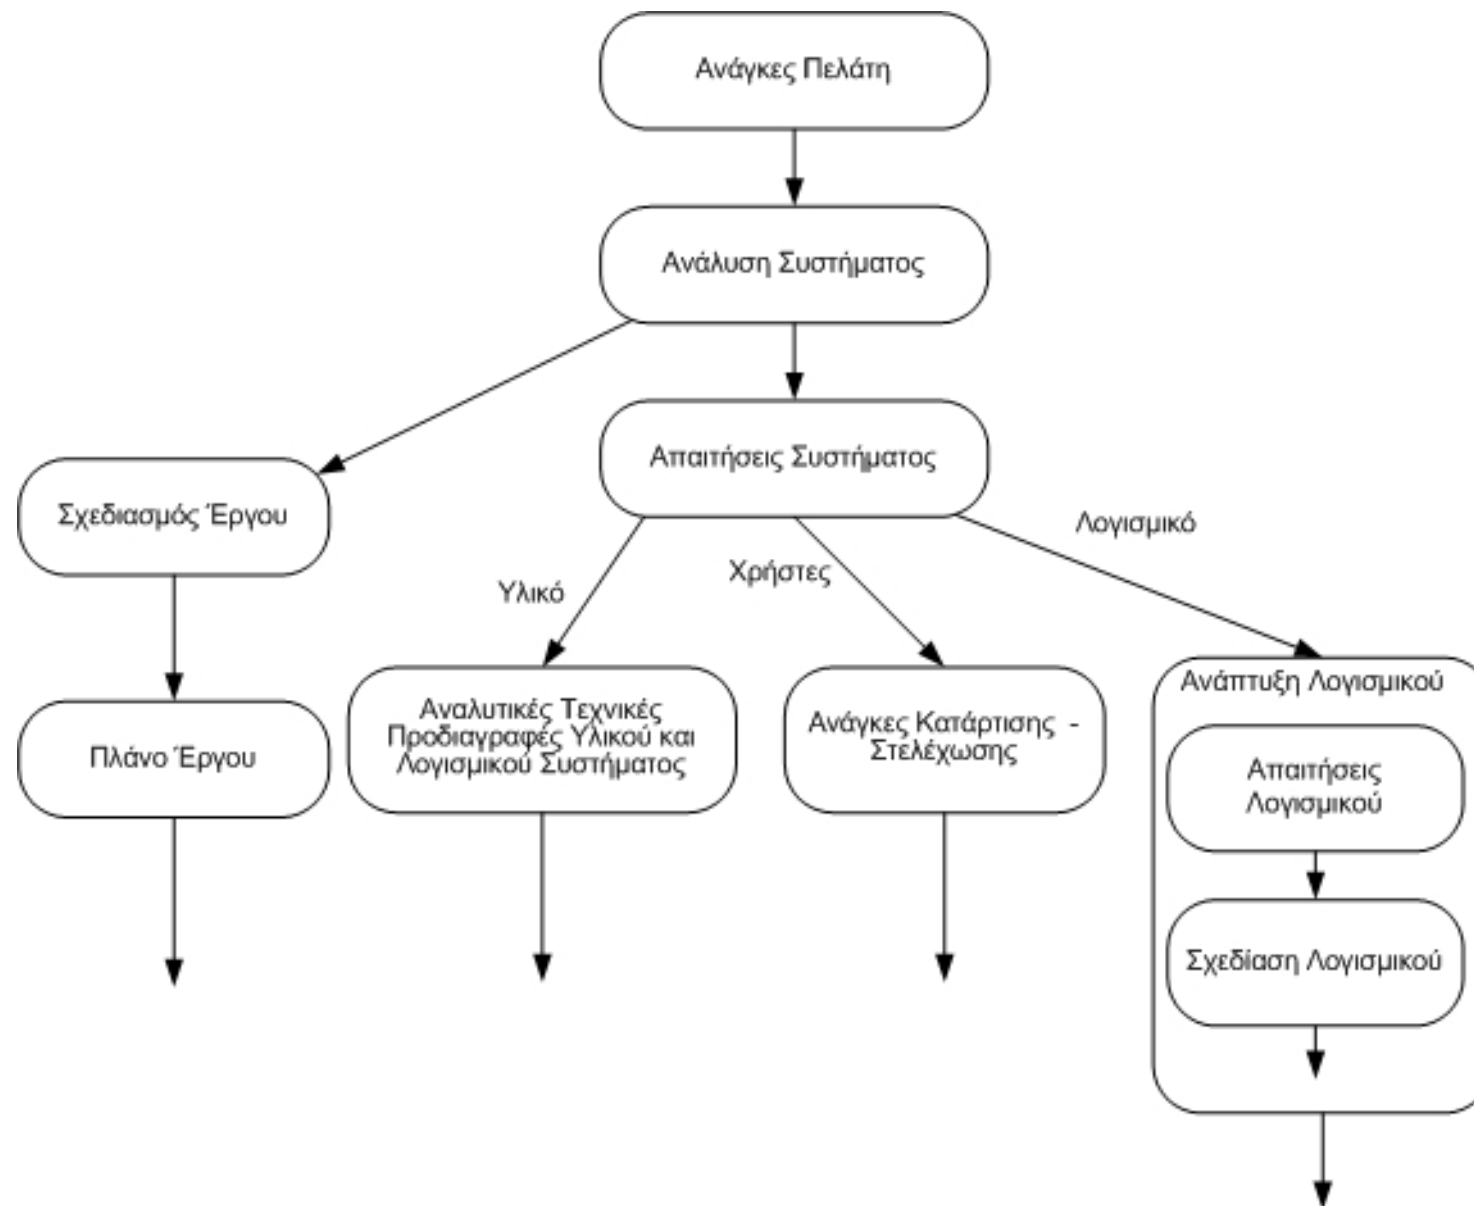 Ανάγκες Πελάτη
Ανάλυση Συστήματος
Απαιτήσεις Συστήματος
Σχεδιασμός Έργου
Λογισμικό
Χρήστες
Υλικό
Πλάνο Έργου
Αναλυτικές Τεχνικές
Προδιαγραφές Υλικού και
Λογισμικού Συστήματος
Ανάγκες Κατάρτισης -
Στελέχωσης
Ανάπτυξη Λογισμικού
Απαιτήσεις
Λογισμικού
Σχεδίαση Λογισμικού